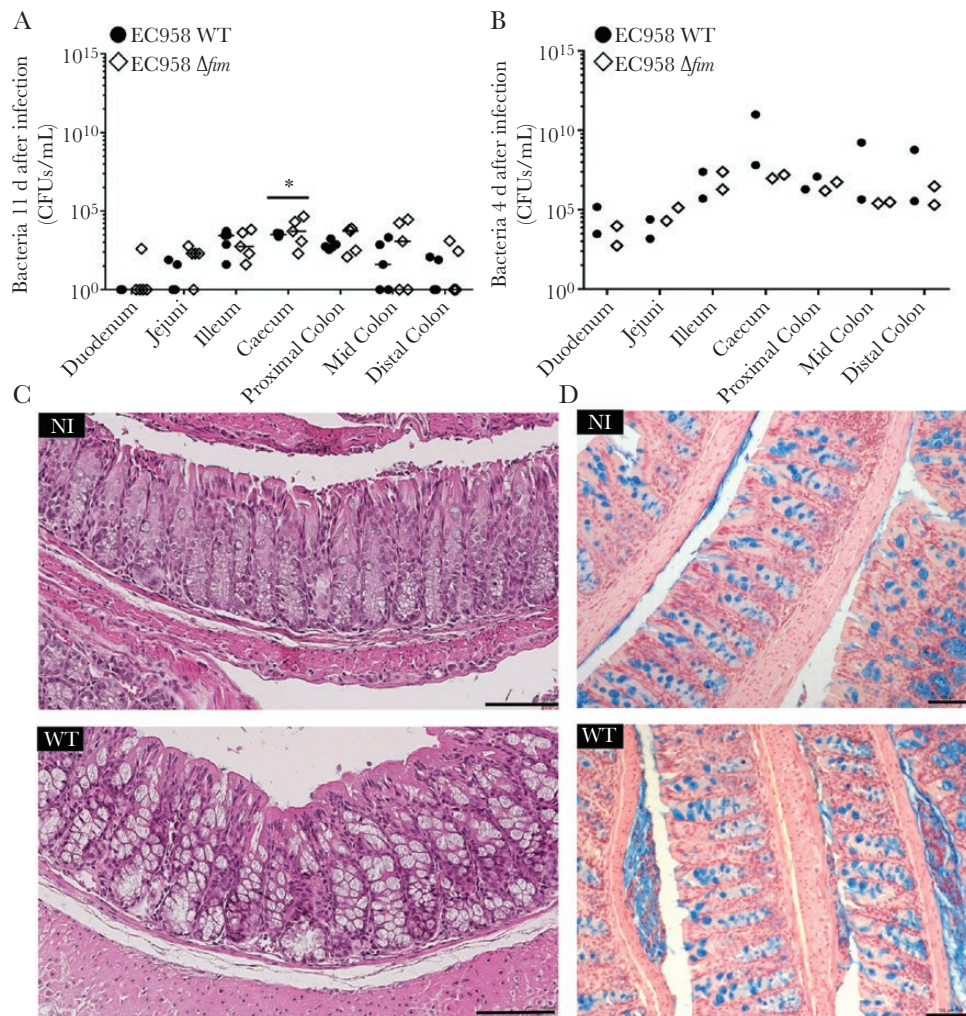 A
EC958 WT
EC958 Δfim
Bacteria 11 d after infection
(CFUs/mL)
10^15
10^10
10^5
10^0
*
Duodenum
Jejuni
Illeum
Caecum
Proximal Colon
Mid Colon
Distal Colon
B
EC958 WT
EC958 Δfim
Bacteria 4 d after infection
(CFUs/mL)
10^15
10^10
10^5
10^0
Duodenum
Jejuni
Illeum
Caecum
Proximal Colon
Mid Colon
Distal Colon
C
NI
WT
D
NI
WT